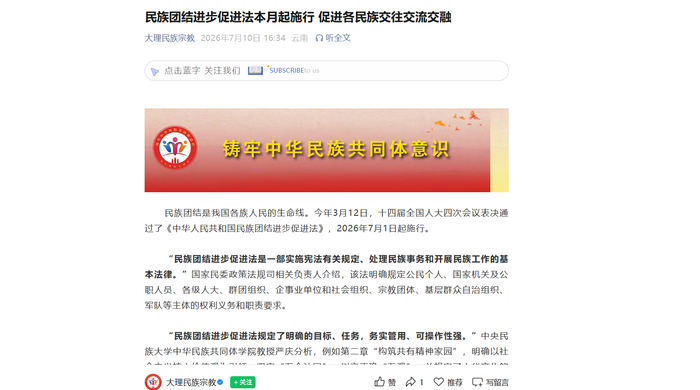 民族团结进步促进法本月起施行 促进各民族交往交流交融
大理民族宗教 2026年7月10日 16:34 云南 听全文
点击蓝字 关注我们 SUBSCRIBE to us
铸牢中华民族共同体意识
民族团结是我国各族人民的生命线。今年3月12日，十四届全国人大四次会议表决通
过了《中华人民共和国民族团结进步促进法》，2026年7月1日起施行。
“民族团结进步促进法是一部实施宪法有关规定、处理民族事务和开展民族工作的基
本法律。”国家民委政策法规司相关负责人介绍，该法明确规定公民个人、国家机关及公
职人员、各级人大、群团组织、企事业单位和社会组织、宗教团体、基层群众自治组织、
军队等主体的权利义务和职责要求。
“民族团结进步促进法规定了明确的目标、任务，务实管用、可操作性强。”中央民
族大学中华民族共同体学院教授严庆分析，例如第二章“构筑共有精神家园”，明确以社
大理民族宗教 +关注 赞 1 推荐 写留言